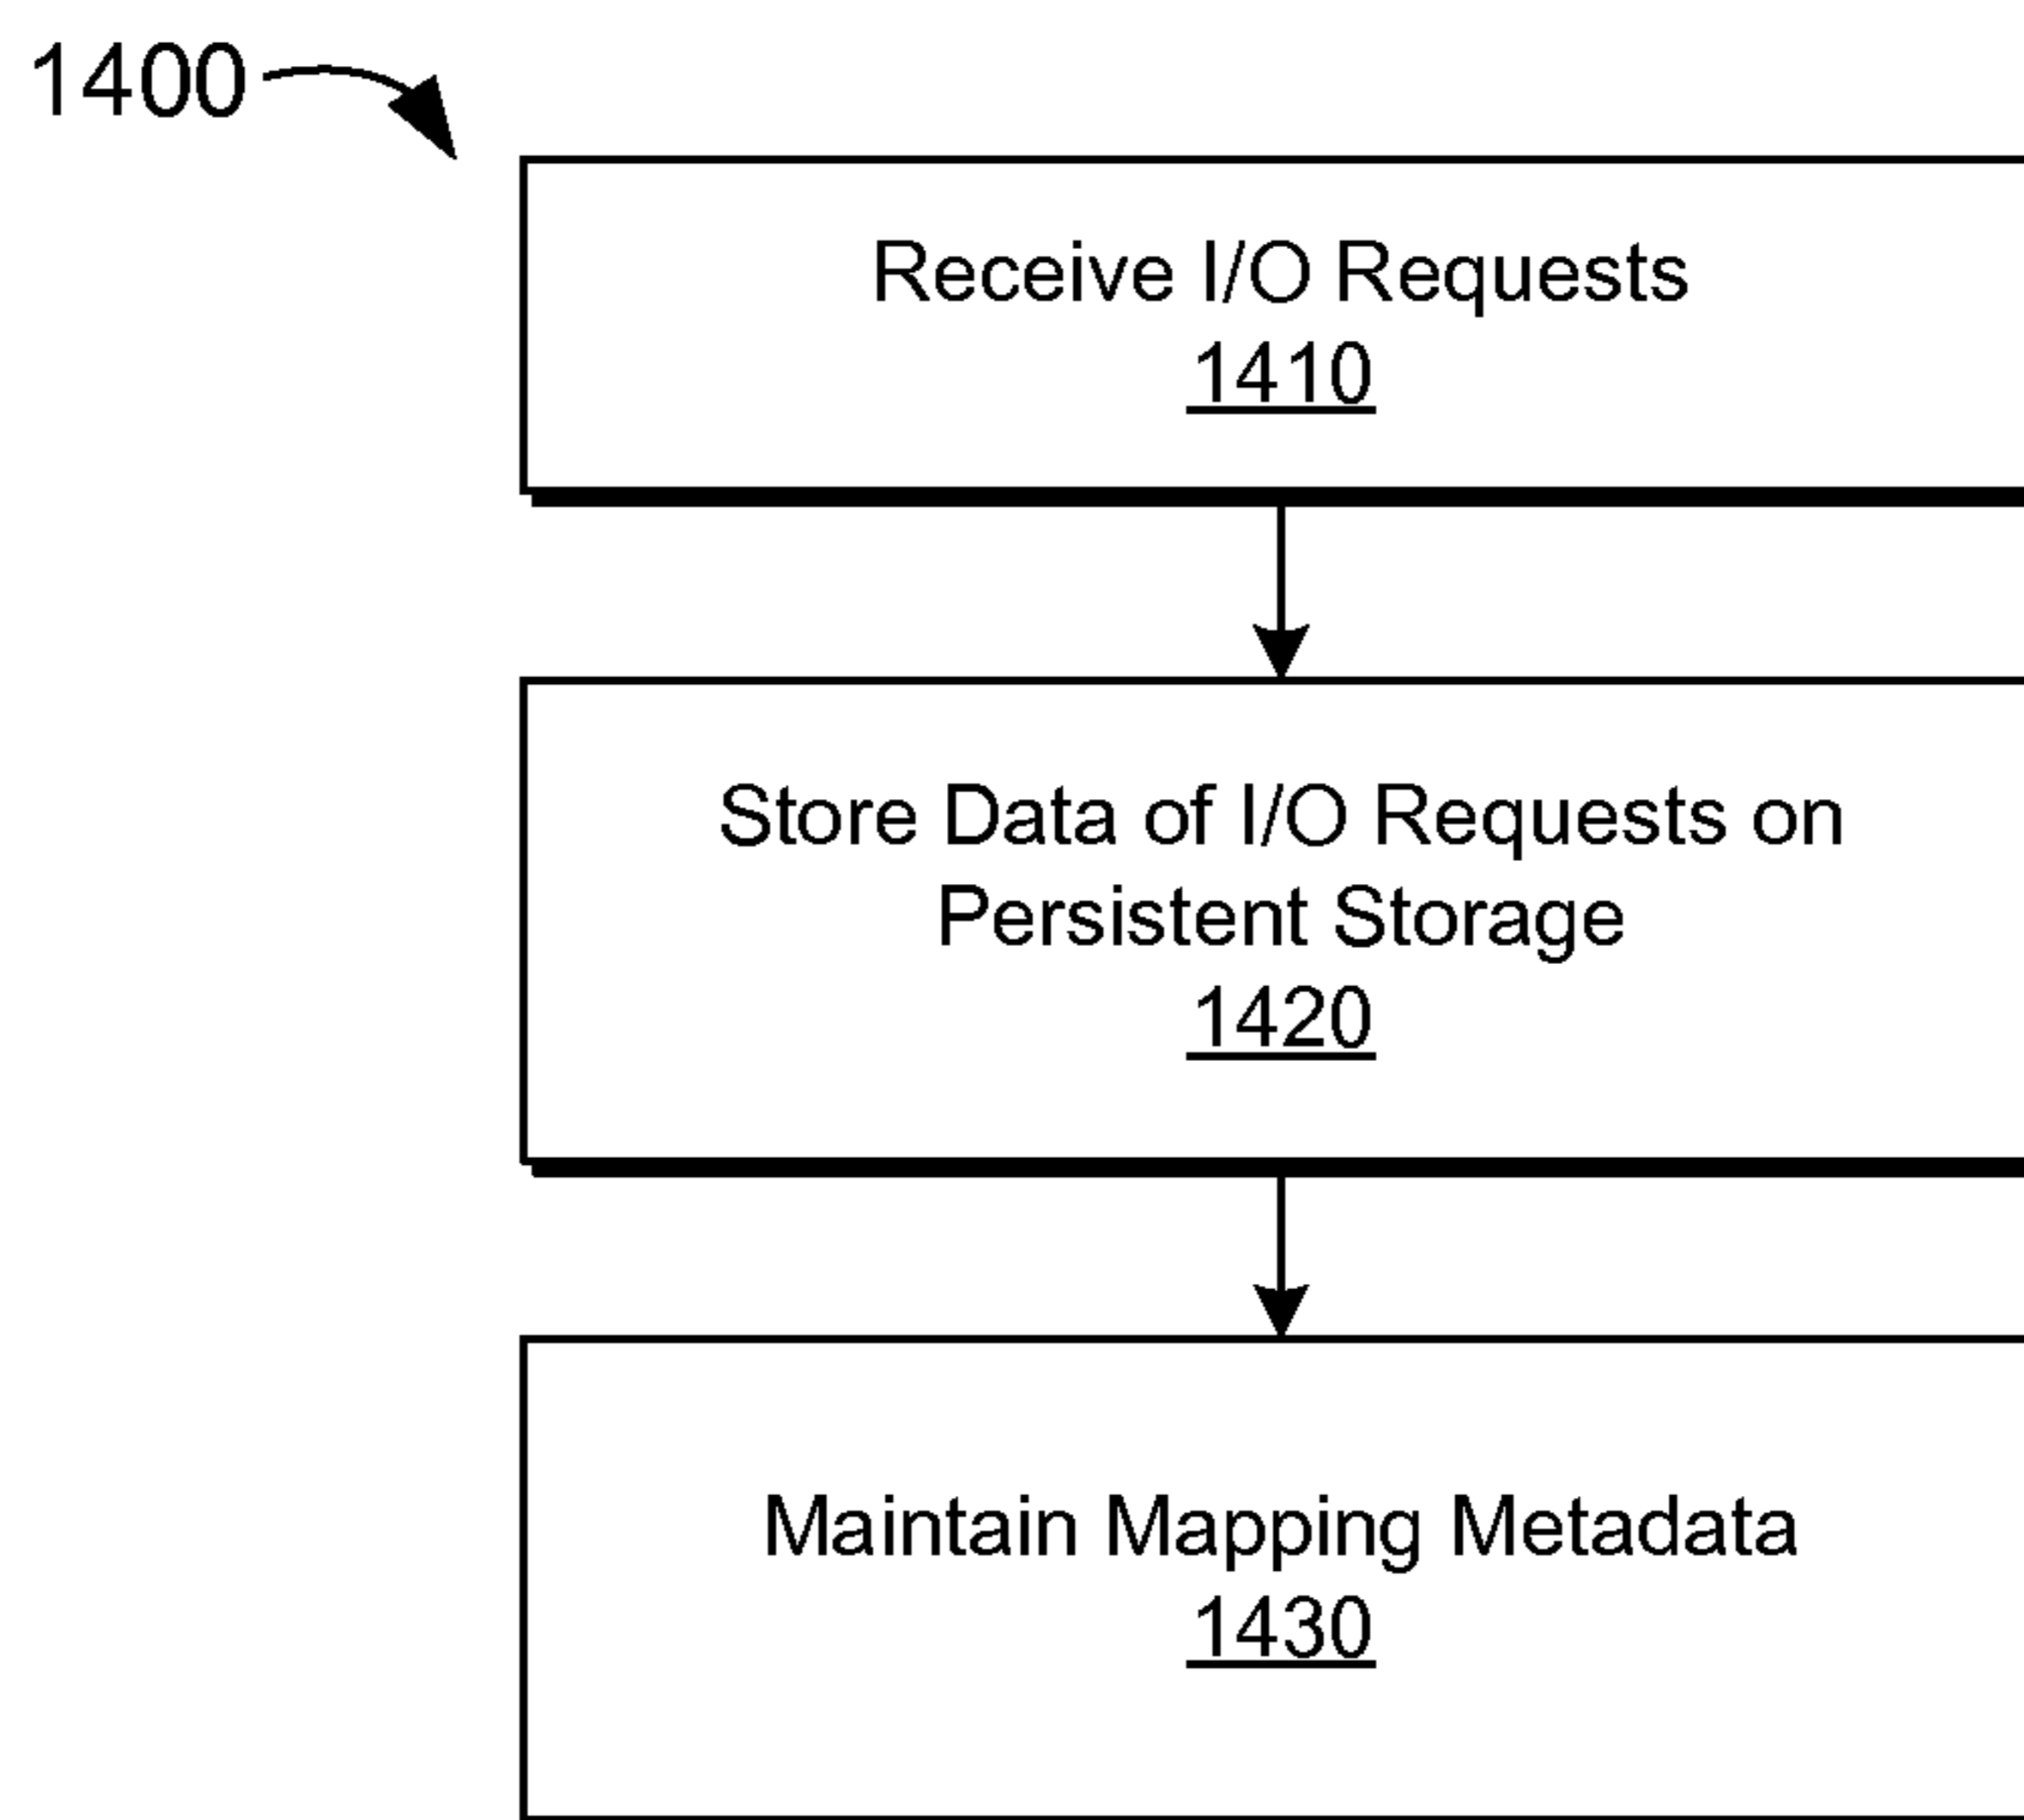 1400
Receive I/O Requests
1410
Store Data of I/O Requests on
Persistent Storage
1420
Maintain Mapping Metadata
1430